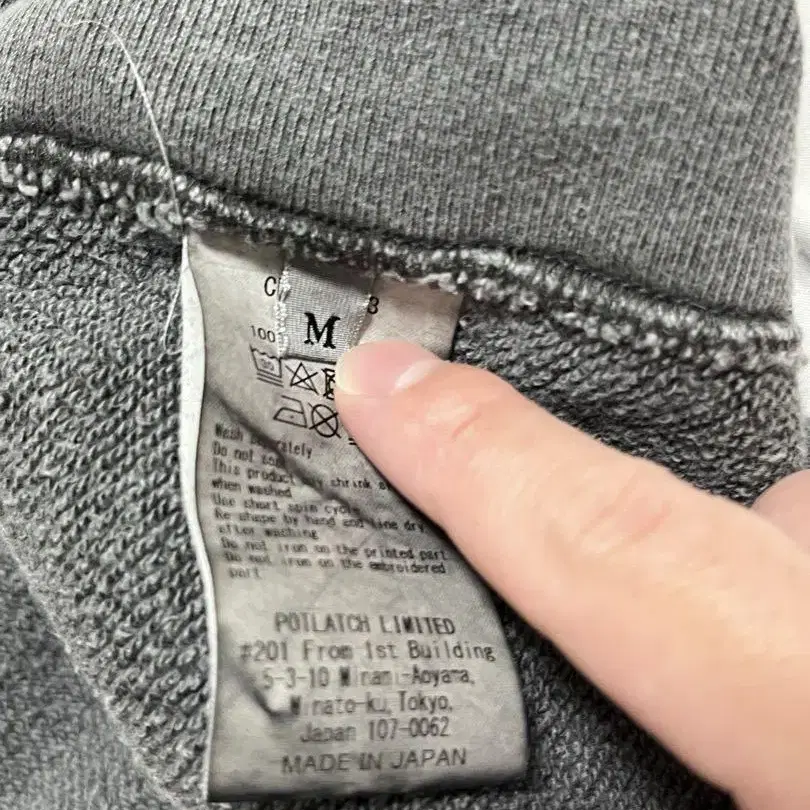 C 3
M
100
Wash separately
Do not soak
This product may shrink
when washed
Use short spin cycle
Re shape by hand and line dry
after washing
Do not iron on the printed part
Do not iron on the embroidered
part
POTLATCH LIMITED
#201 From 1st Building
5-3-10 Minami-Aoyama,
Minato-ku, Tokyo,
Japan 107-0062
MADE IN JAPAN